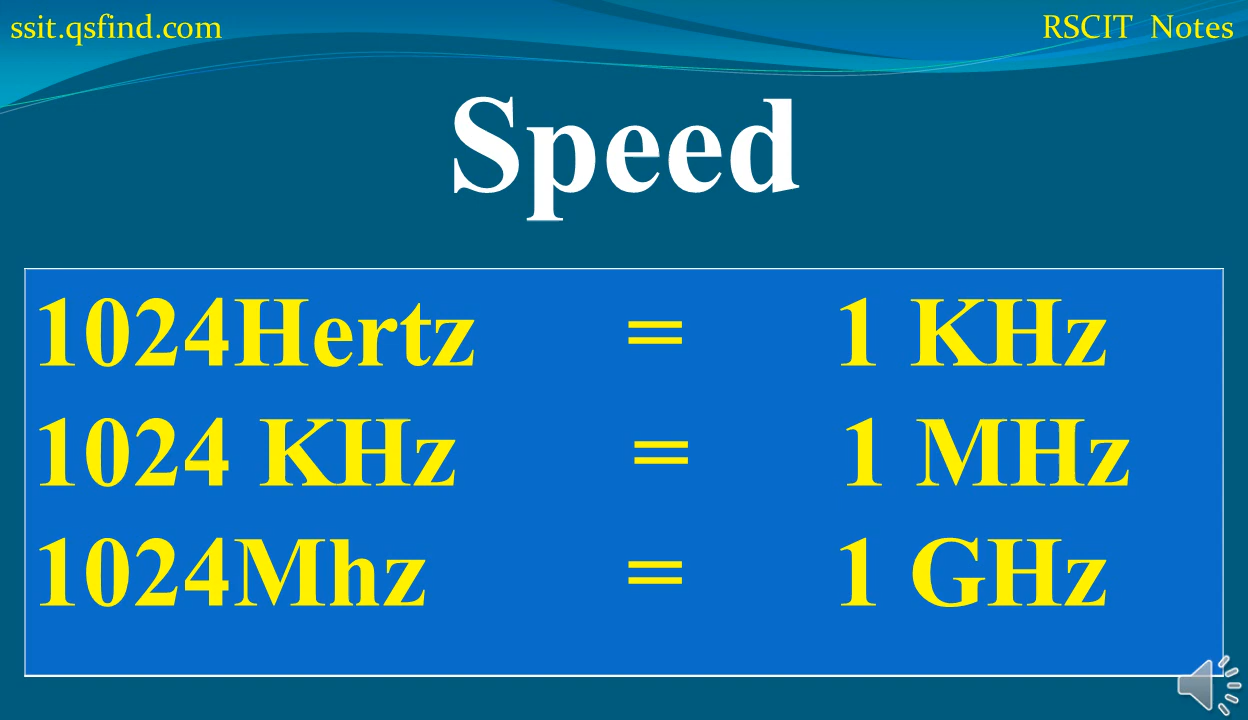 ssit.qsfind.com
RSCIT Notes
Speed
1024Hertz = 1 KHz
1024 KHz = 1 MHz
1024Mhz = 1 GHz